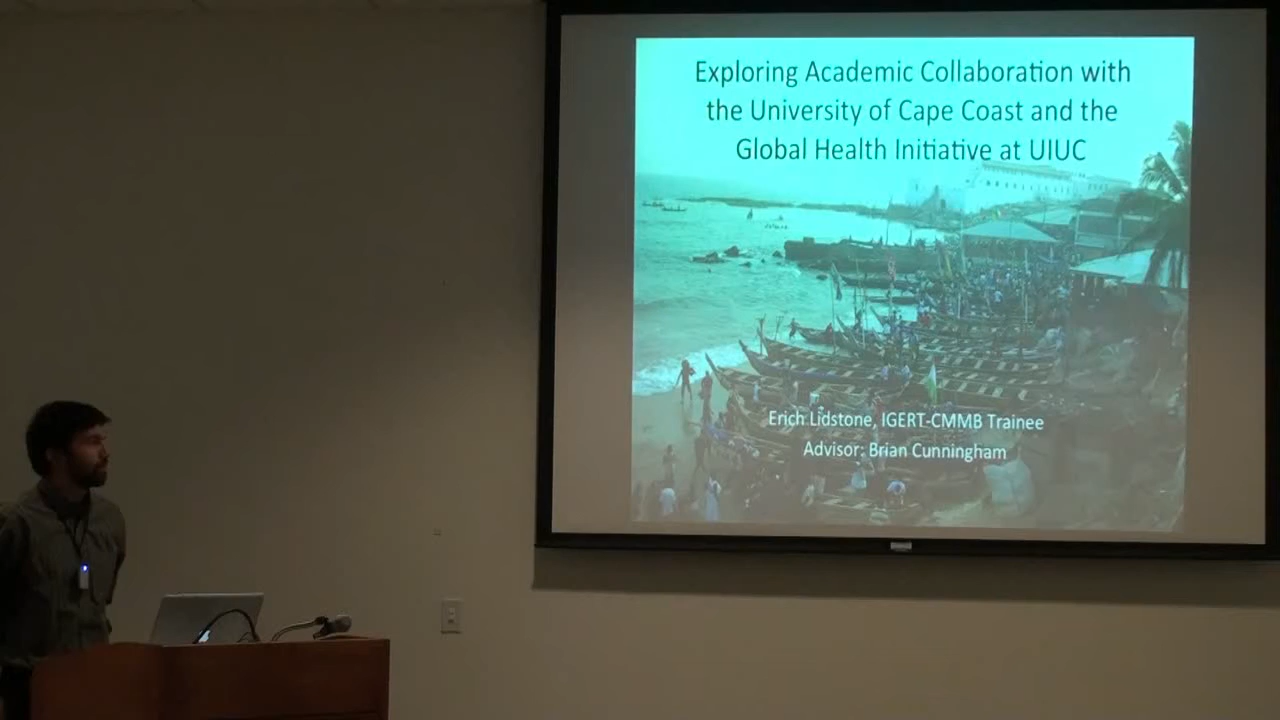 Exploring Academic Collaboration with
the University of Cape Coast and the
Global Health Initiative at UIUC
Erich Lidstone, IGERT-CMMB Trainee
Advisor: Brian Cunningham